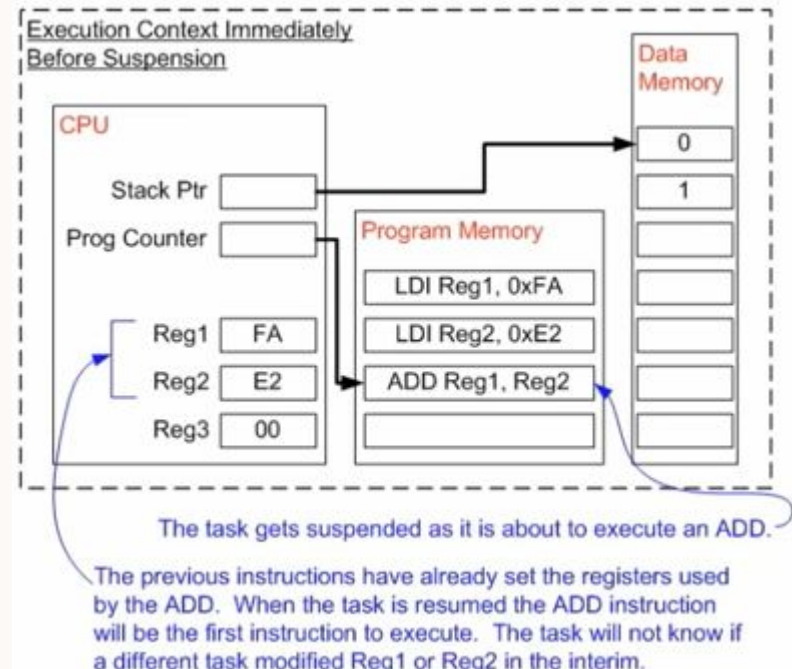 Execution Context Immediately
Before Suspension
Data
Memory
CPU
0
Stack Ptr
1
Prog Counter
Program Memory
LDI Reg1, 0xFA
Reg1 FA
LDI Reg2, 0xE2
Reg2 E2
ADD Reg1, Reg2
Reg3 00
The task gets suspended as it is about to execute an ADD.
The previous instructions have already set the registers used
by the ADD. When the task is resumed the ADD instruction
will be the first instruction to execute. The task will not know if
a different task modified Reg1 or Reg2 in the interim.